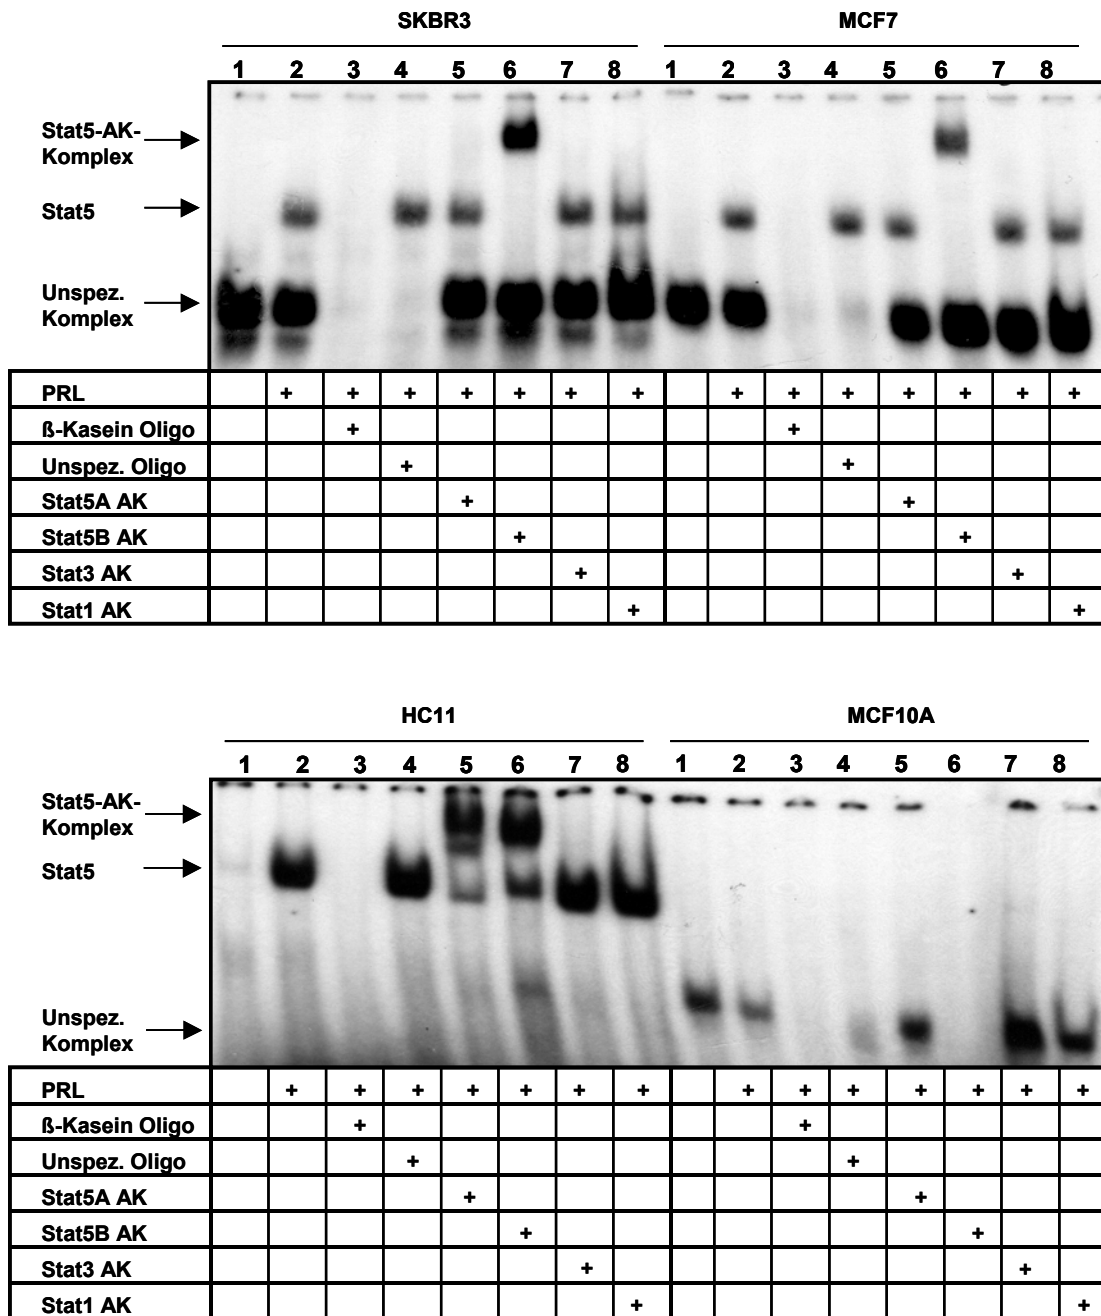 SKBR3 MCF7
1 2 3 4 5 6 7 8 1 2 3 4 5 6 7 8
Stat5-AK-
Komplex
Stat5
Unspez.
Komplex
PRL + + + + + + + + + + + + + +
ß-Kasein Oligo + +
Unspez. Oligo + +
Stat5A AK + +
Stat5B AK + +
Stat3 AK + +
Stat1 AK + +
HC11 MCF10A
1 2 3 4 5 6 7 8 1 2 3 4 5 6 7 8
Stat5-AK-
Komplex
Stat5
Unspez.
Komplex
PRL + + + + + + + + + + + + + +
ß-Kasein Oligo + +
Unspez. Oligo + +
Stat5A AK + +
Stat5B AK + +
Stat3 AK + +
Stat1 AK + +